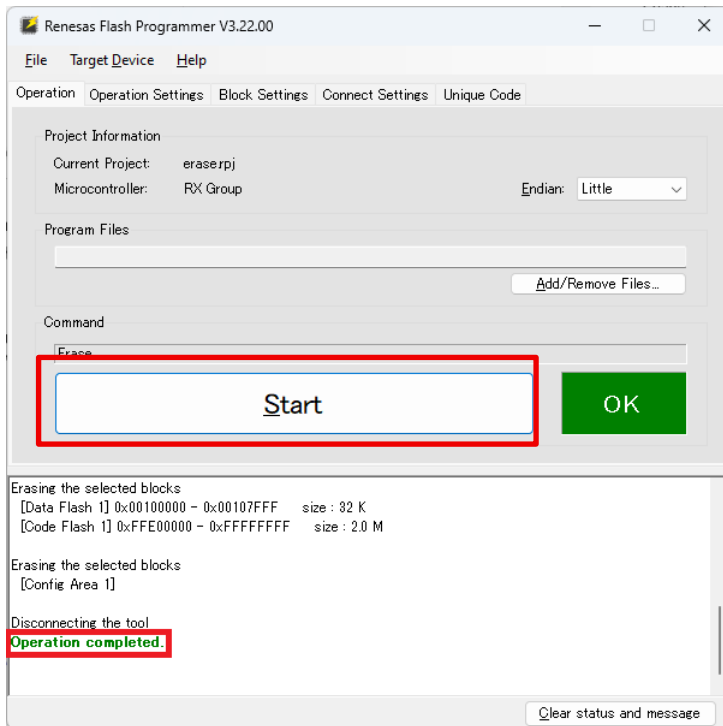 Renesas Flash Programmer V3.22.00
File Target Device Help
Operation Operation Settings Block Settings Connect Settings Unique Code
Project Information
Current Project: erase.rpj
Microcontroller: RX Group Endian: Little
Program Files
Add/Remove Files...
Command
Erase
Start OK
Erasing the selected blocks
[Data Flash 1] 0x00100000 - 0x00107FFF size : 32 K
[Code Flash 1] 0xFFE00000 - 0xFFFFFFFF size : 2.0 M
Erasing the selected blocks
[Config Area 1]
Disconnecting the tool
Operation completed.
Clear status and message